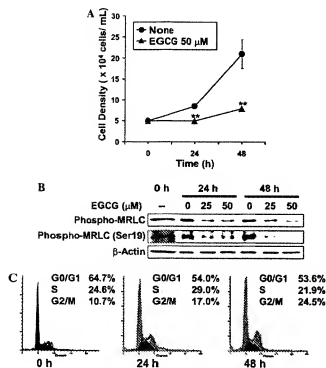 A
None
EGCG 50 μM
Cell Density ( × 10⁴ cells/ mL)
30
25
20
15
10
5
0
**
**
0 24 48
Time (h)
B
0 h 24 h 48 h
EGCG (μM) -- 0 25 50 0 25 50
Phospho-MRLC
Phospho-MRLC (Ser19)
β-Actin
C
G0/G1 64.7%
S 24.6%
G2/M 10.7%
0 h
G0/G1 54.0%
S 29.0%
G2/M 17.0%
24 h
G0/G1 53.6%
S 21.9%
G2/M 24.5%
48 h